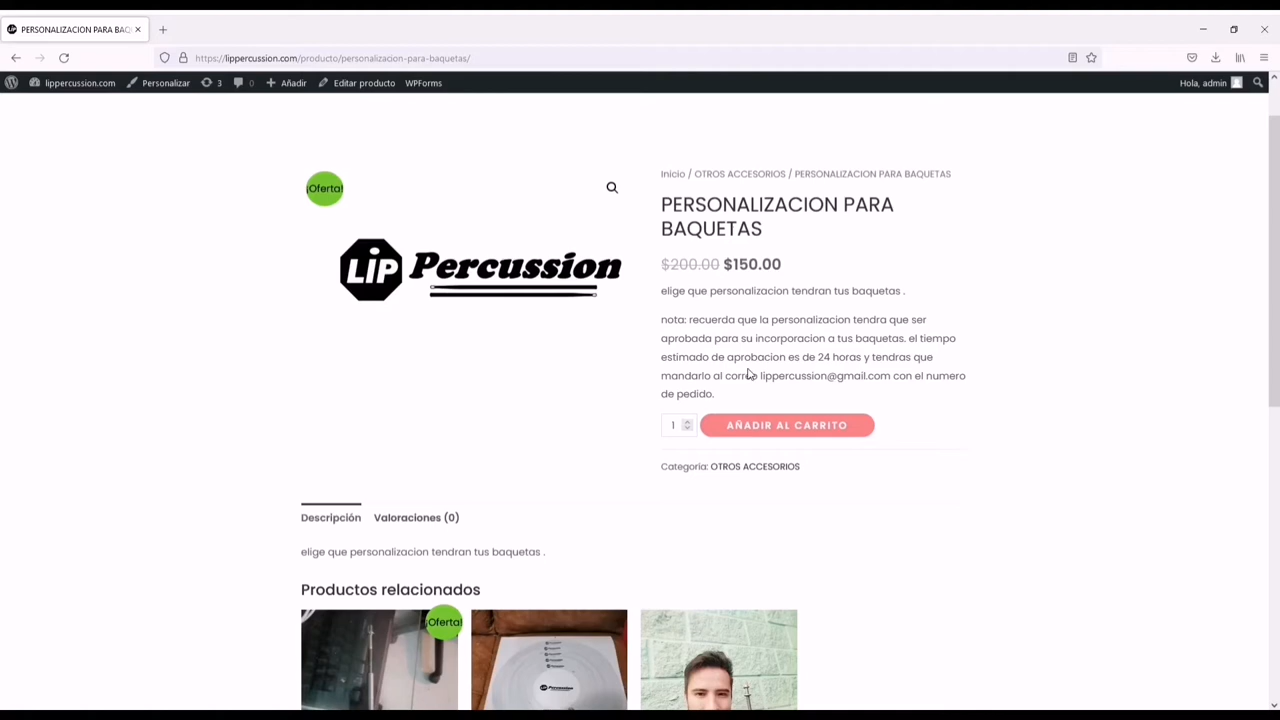 LiP PERSONALIZACION PARA BAQ
https://lippercussion.com/producto/personalizacion-para-baquetas/
lippercussion.com Personalizar 3 0 Añadir Editar producto WPForms Hola, admin
¡Oferta!
LiP Percussion
Inicio / OTROS ACCESORIOS / PERSONALIZACION PARA BAQUETAS
PERSONALIZACION PARA
BAQUETAS
$200.00 $150.00
elige que personalizacion tendran tus baquetas .
nota: recuerda que la personalizacion tendra que ser
aprobada para su incorporacion a tus baquetas. el tiempo
estimado de aprobacion es de 24 horas y tendras que
mandarlo al correo lippercussion@gmail.com con el numero
de pedido.
1 AÑADIR AL CARRITO
Categoría: OTROS ACCESORIOS
Descripción Valoraciones (0)
elige que personalizacion tendran tus baquetas .
Productos relacionados
¡Oferta!
LiP Percussion